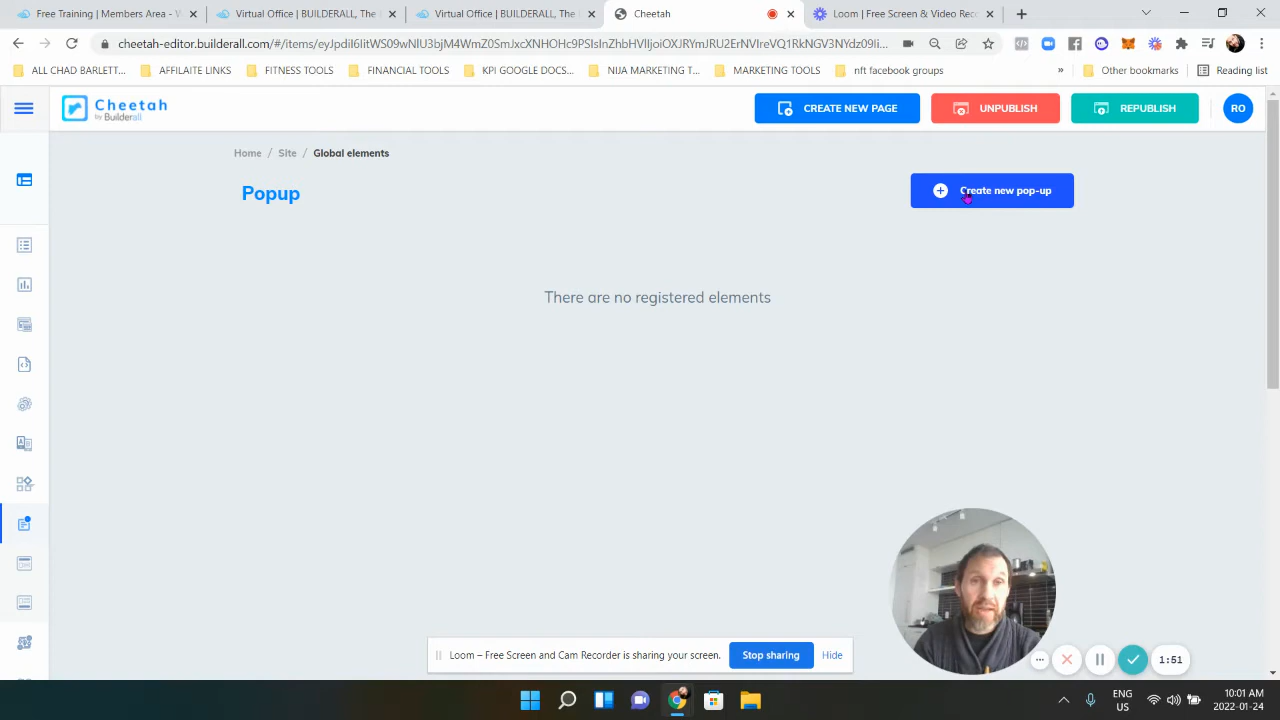 Free Training | Members Area - V
Virtual Office | BUILDERALL, The
Virtual Office | BUILDERALL, The
Cheetah
Loom | Free Screen & Video Rec
cheetah-editor.builderall.com/#/items/
ALL CHAD BARLETT...
AFFILAITE LINKS
FITNESS TOOLS
FINANCIAL TOOLS
KPI GOOGLE DOCS...
NIJA MARKETING T...
MARKETING TOOLS
nft facebook groups
»
Other bookmarks
Reading list
Cheetah
by Builderall
CREATE NEW PAGE
UNPUBLISH
REPUBLISH
RO
Home / Site / Global elements
Popup
Create new pop-up
There are no registered elements
Loom – Free Screen and Cam Recorder is sharing your screen.
Stop sharing
Hide
1:51
ENG
US
10:01 AM
2022-01-24